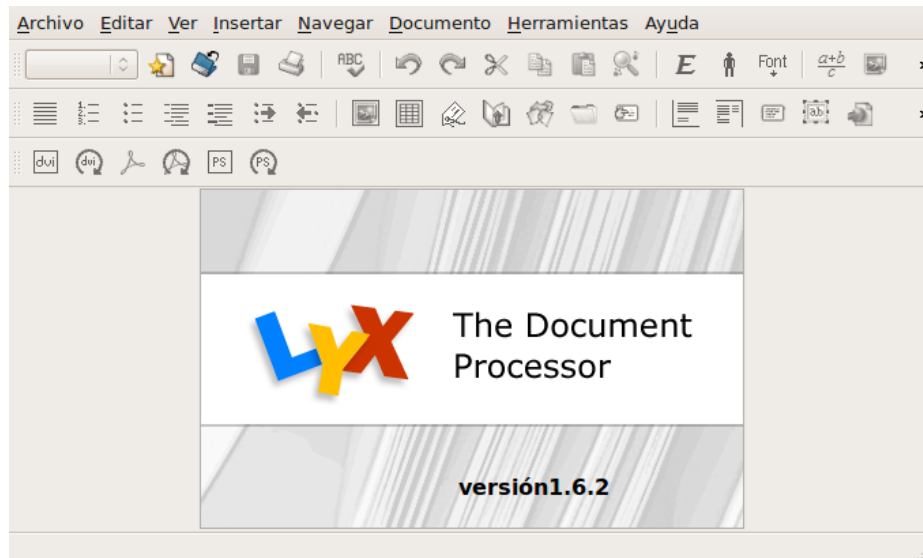 Archivo Editar Ver Insertar Navegar Documento Herramientas Ayuda
ABC E Font a+b c
ab
dvi dvi PS PS
LYX
The Document
Processor
versión1.6.2